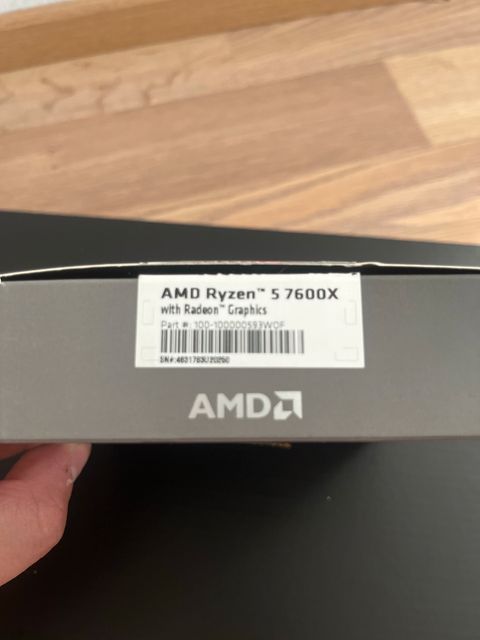 AMD Ryzen™ 5 7600X
with Radeon™ Graphics
Part #: 100-100000593WOF
AMD